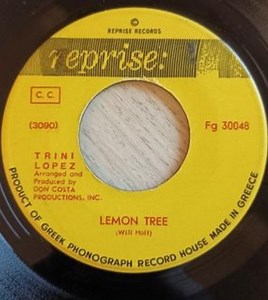 © REPRISE RECORDS
reprise:
C. C.
(3090)
Fg 30048
TRINI
LOPEZ
Arranged and
Produced by
DON COSTA
PRODUCTIONS, INC.
LEMON TREE
(Will Holt)
PRODUCT OF GREEK PHONOGRAPH RECORD HOUSE MADE IN GREECE